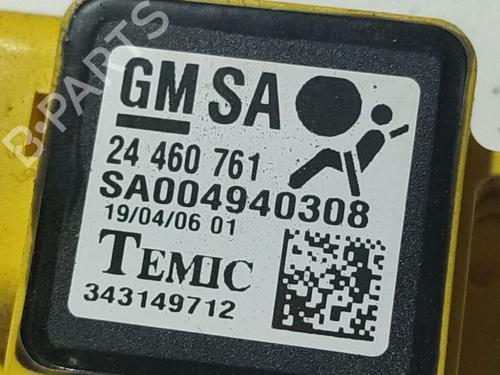 GM SA
24 460 761
SA004940308
19/04/06 01
TEMIC
343149712
B-PARTS